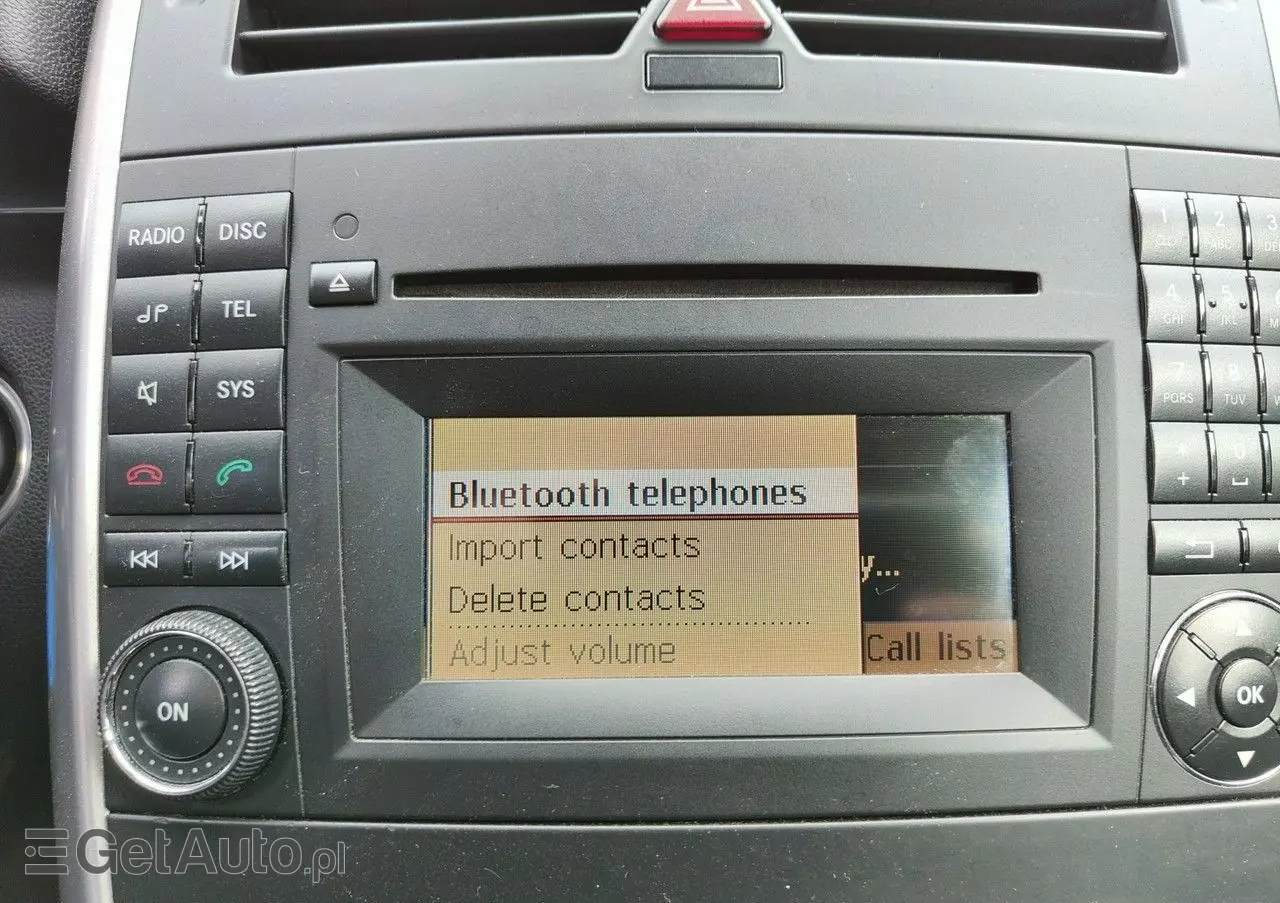 RADIO DISC
TEL
SYS
ON
1 2 ABC 3
4 GHI 5 JKL
7 PQRS 8 TUV
* + 0
Bluetooth telephones
Import contacts
Delete contacts
Adjust volume
y...
Call lists
OK
GetAuto.pl